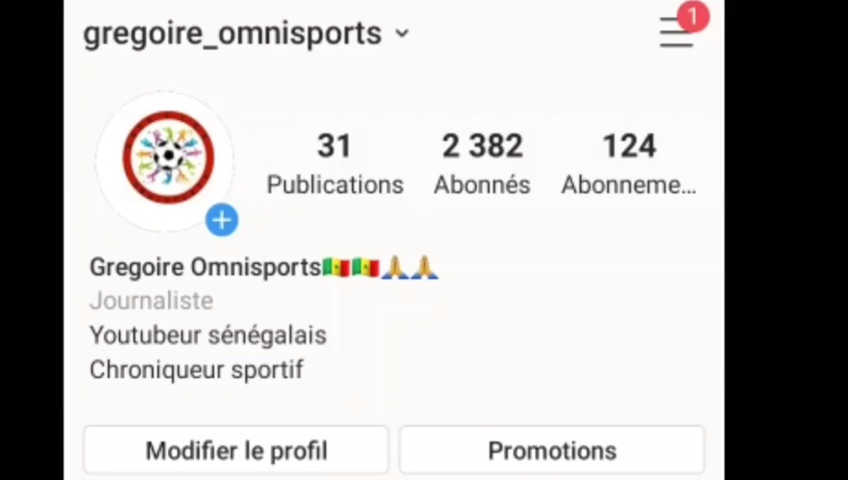 gregoire_omnisports
1
31
2 382
124
Publications
Abonnés
Abonneme...
Gregoire Omnisports🇸🇳🇸🇳🙏🙏
Journaliste
Youtubeur sénégalais
Chroniqueur sportif
Modifier le profil
Promotions